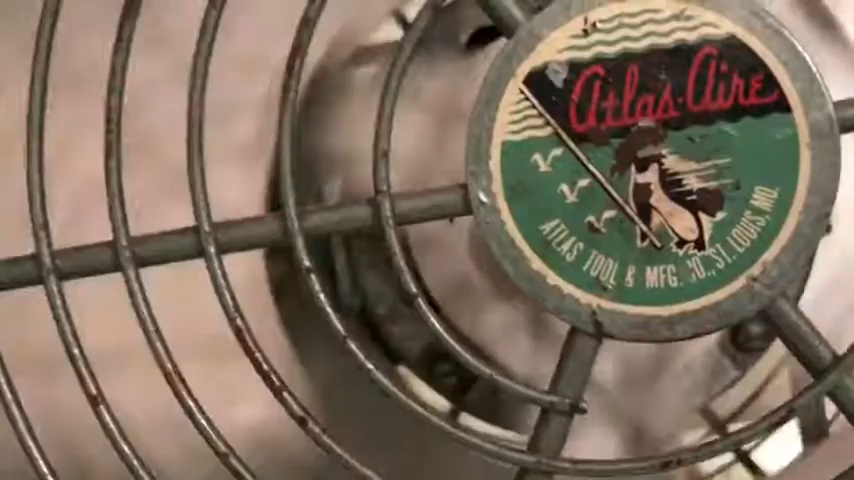 Atlas-Aire
ATLAS TOOL & MFG. CO., ST. LOUIS, MO.